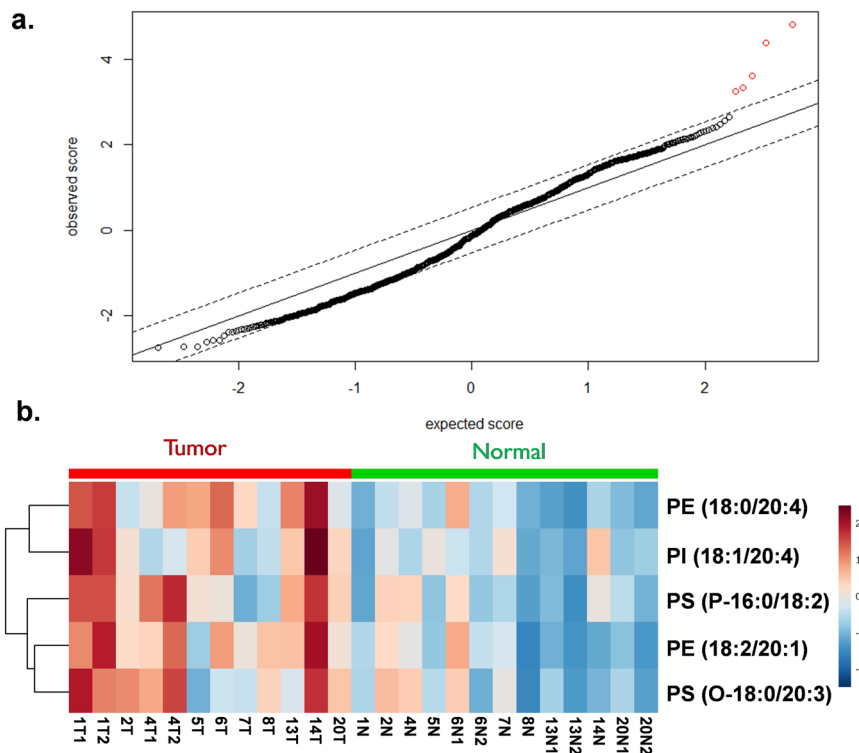 a.
observed score
4
2
0
-2
-2 -1 0 1 2
expected score
b.
Tumor Normal
PE (18:0/20:4)
PI (18:1/20:4)
PS (P-16:0/18:2)
PE (18:2/20:1)
PS (O-18:0/20:3)
2
1
0
-
-
1T1 1T2 2T 4T1 4T2 5T 6T 7T 8T 13T 14T 20T 1N 2N 4N 5N 6N1 6N2 7N 8N 13N1 13N2 14N 20N1 20N2